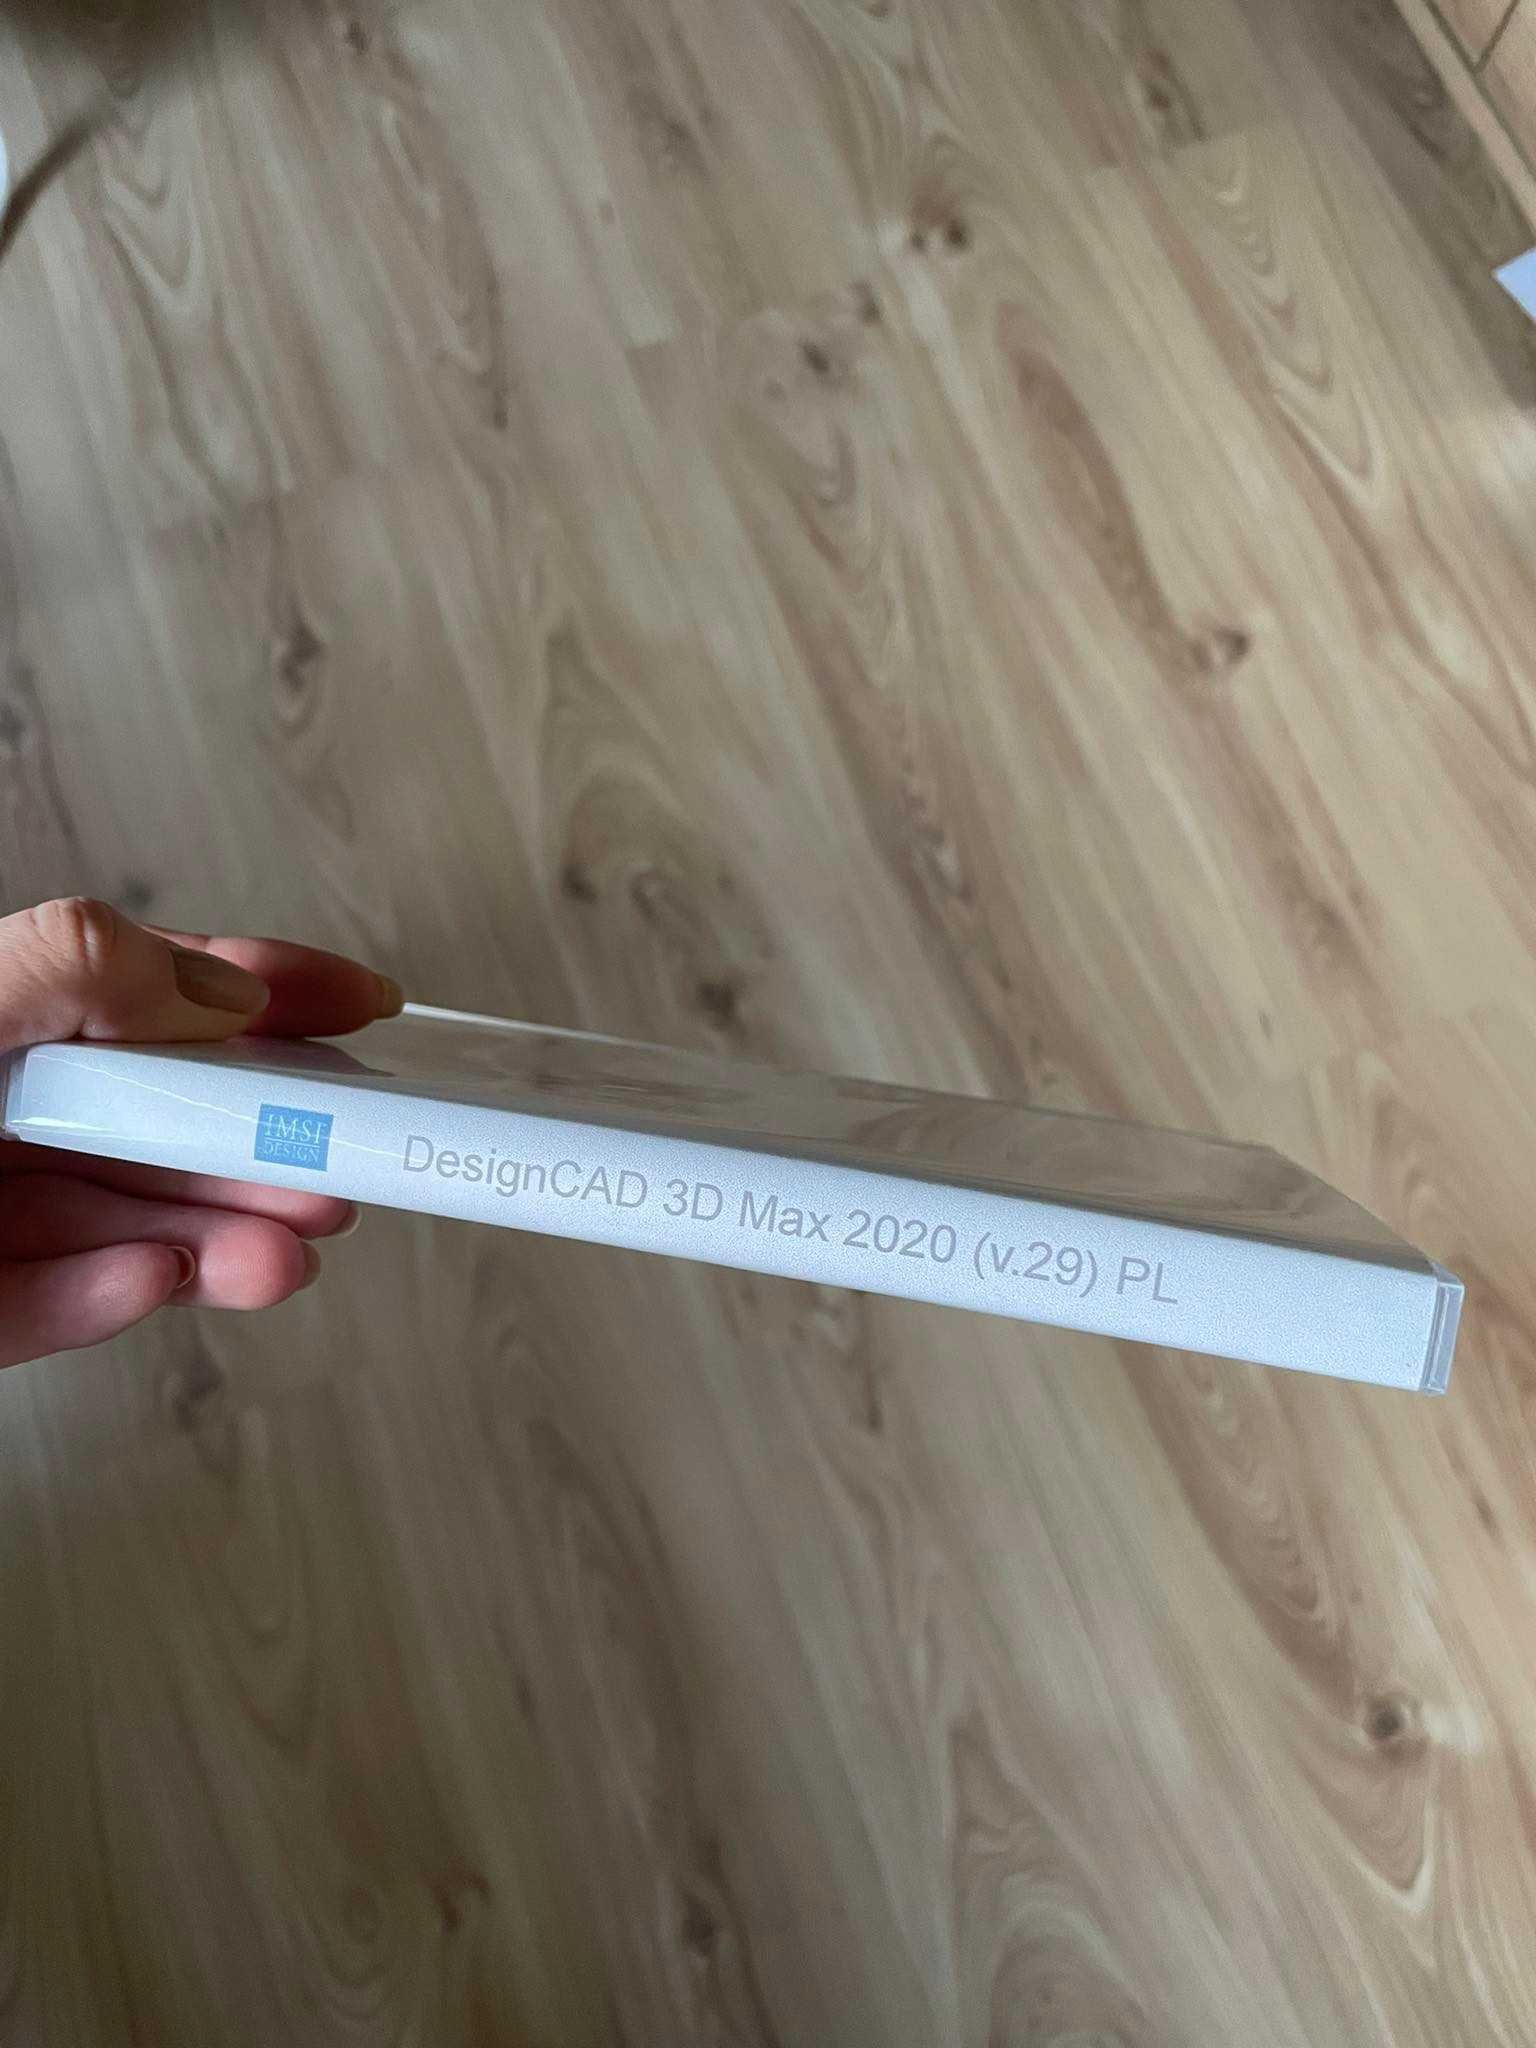 IMSI
DESIGN
DesignCAD 3D Max 2020 (v.29) PL